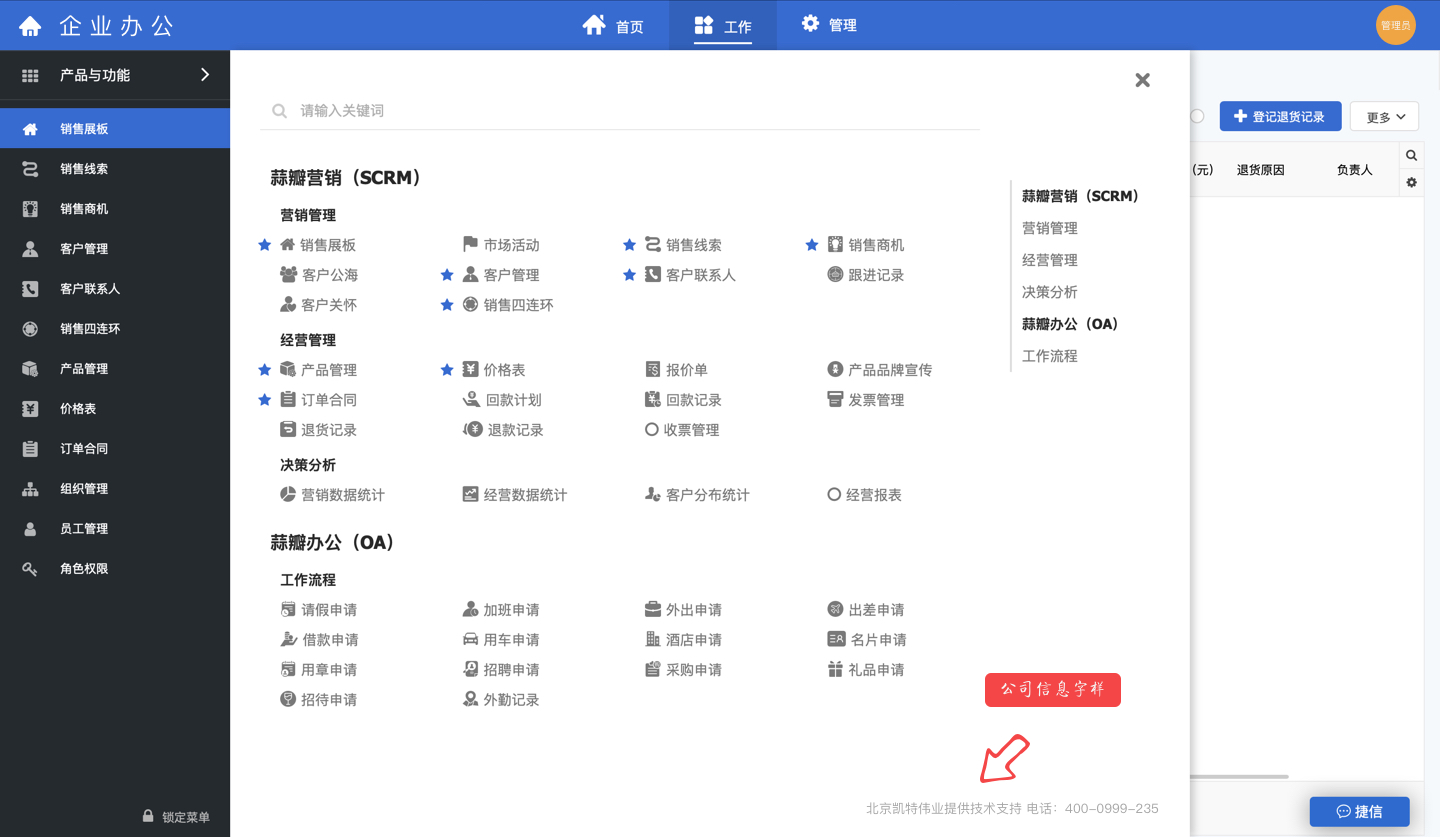 企业办公
首页
工作
管理
管理员
产品与功能
销售展板
销售线索
销售商机
客户管理
客户联系人
销售四连环
产品管理
价格表
订单合同
组织管理
员工管理
角色权限
锁定菜单
请输入关键词
蒜瓣营销（SCRM）
营销管理
销售展板 市场活动 销售线索 销售商机
客户公海 客户管理 客户联系人 跟进记录
客户关怀 销售四连环
经营管理
产品管理 价格表 报价单 产品品牌宣传
订单合同 回款计划 回款记录 发票管理
退货记录 退款记录 收票管理
决策分析
营销数据统计 经营数据统计 客户分布统计 经营报表
蒜瓣办公（OA）
工作流程
请假申请 加班申请 外出申请 出差申请
借款申请 用车申请 酒店申请 名片申请
用章申请 招聘申请 采购申请 礼品申请
招待申请 外勤记录
蒜瓣营销（SCRM）
营销管理
经营管理
决策分析
蒜瓣办公（OA）
工作流程
公司信息字样
北京凯特伟业提供技术支持 电话：400-0999-235
登记退货记录
更多
(元) 退货原因 负责人
捷信